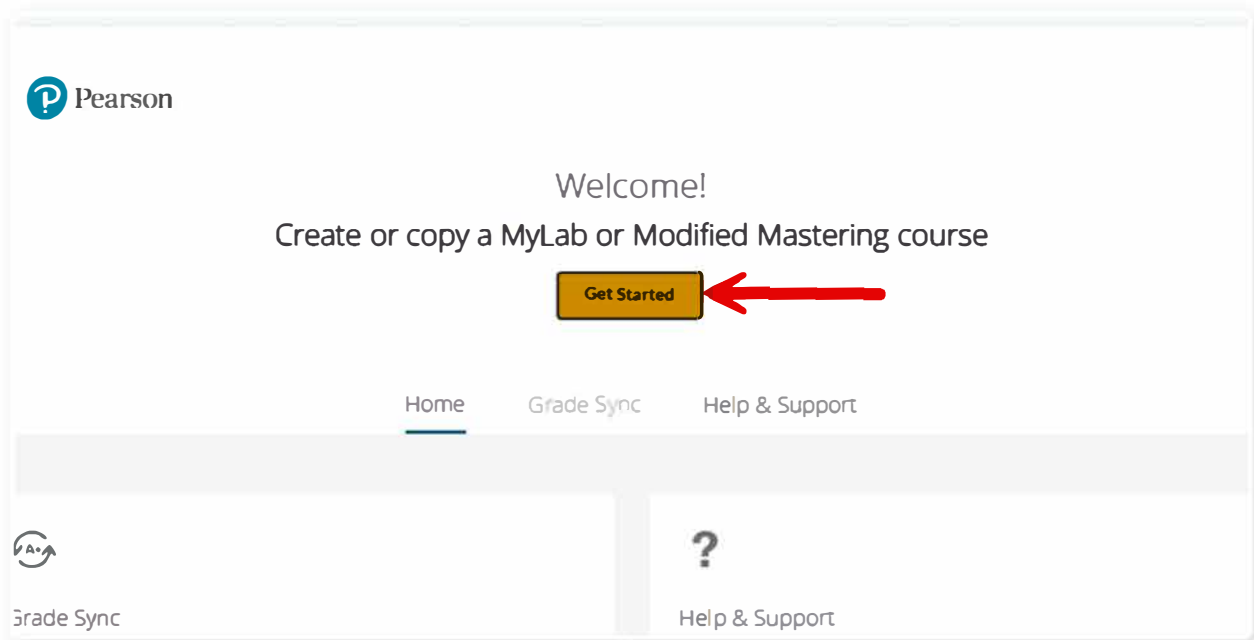 Pearson
Welcome!
Create or copy a MyLab or Modified Mastering course
Get Started
Home Grade Sync Help & Support
A+
?
Grade Sync Help & Support